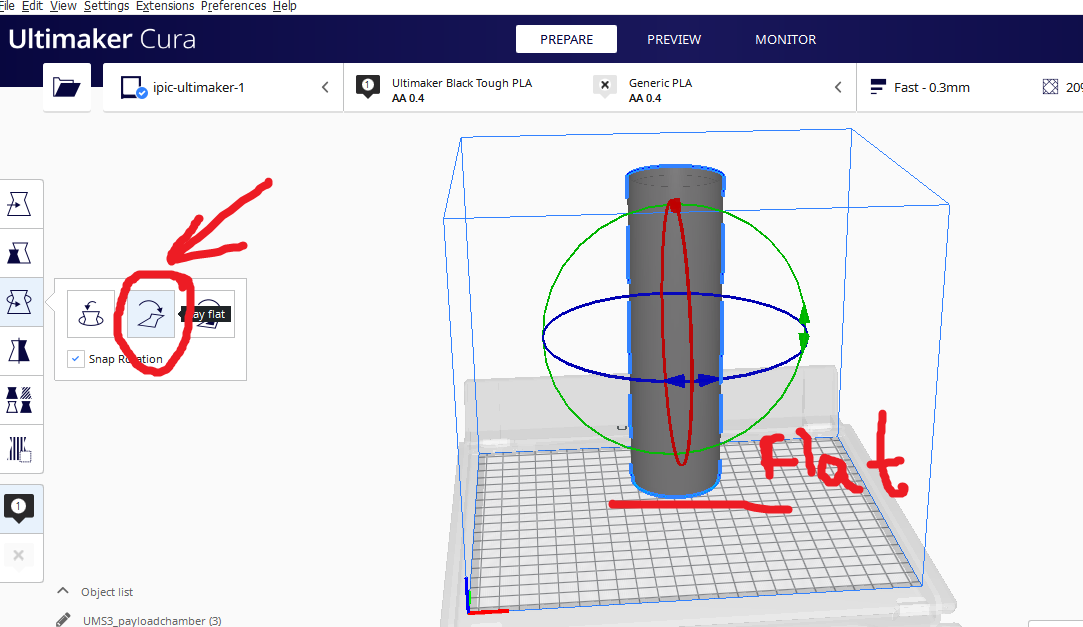 File Edit View Settings Extensions Preferences Help
Ultimaker Cura
PREPARE PREVIEW MONITOR
ipic-ultimaker-1
1 Ultimaker Black Tough PLA
AA 0.4
Generic PLA
AA 0.4
Fast - 0.3mm
20%
Lay flat
Snap Rotation
Flat
1
Object list
UMS3_payloadchamber (3)